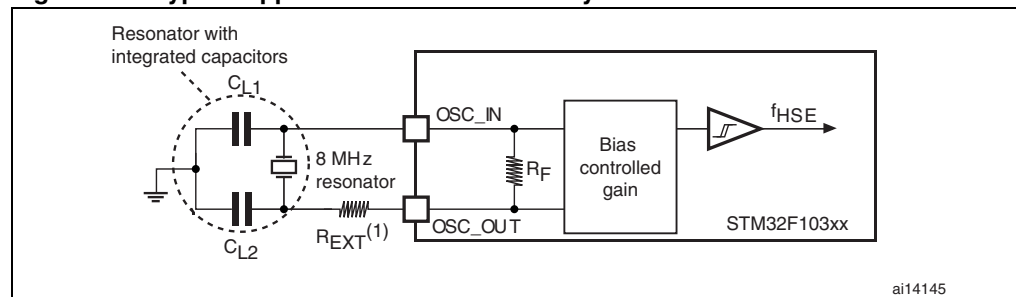 Resonator with
integrated capacitors
CL1
OSC_IN
fHSE
8 MHz
resonator
RF
Bias
controlled
gain
REXT(1)
OSC_OUT
STM32F103xx
CL2
ai14145